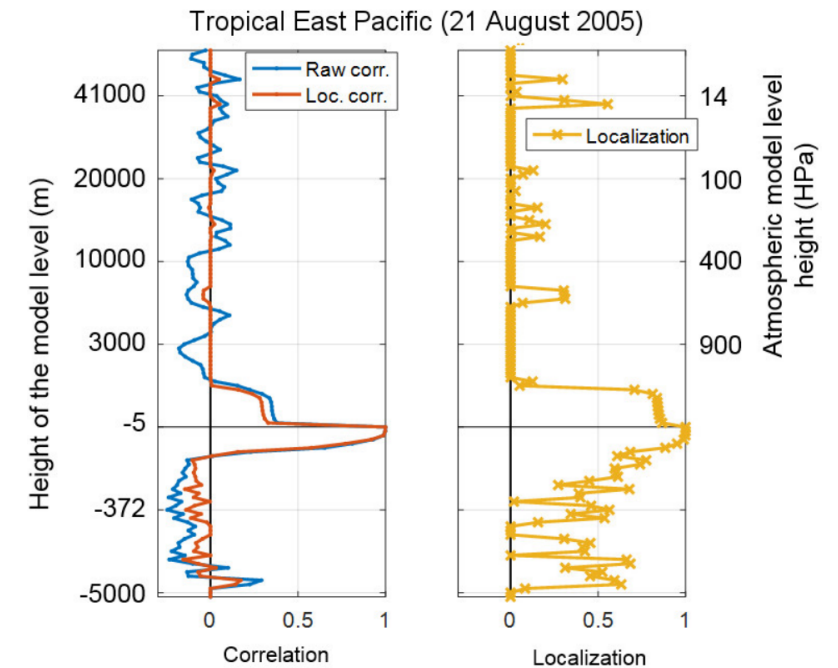 Tropical East Pacific (21 August 2005)
Height of the model level (m)
41000
20000
10000
3000
-5
-372
-5000
Raw corr.
Loc. corr.
0
0.5
1
Correlation
Localization
14
100
400
900
Atmospheric model level
height (HPa)
0
0.5
1
Localization